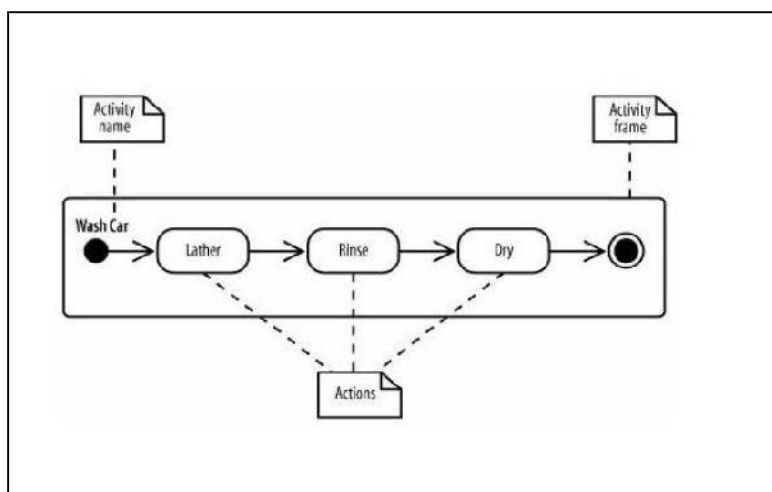 Activity
name
Activity
frame
Wash Car
Lather
Rinse
Dry
Actions